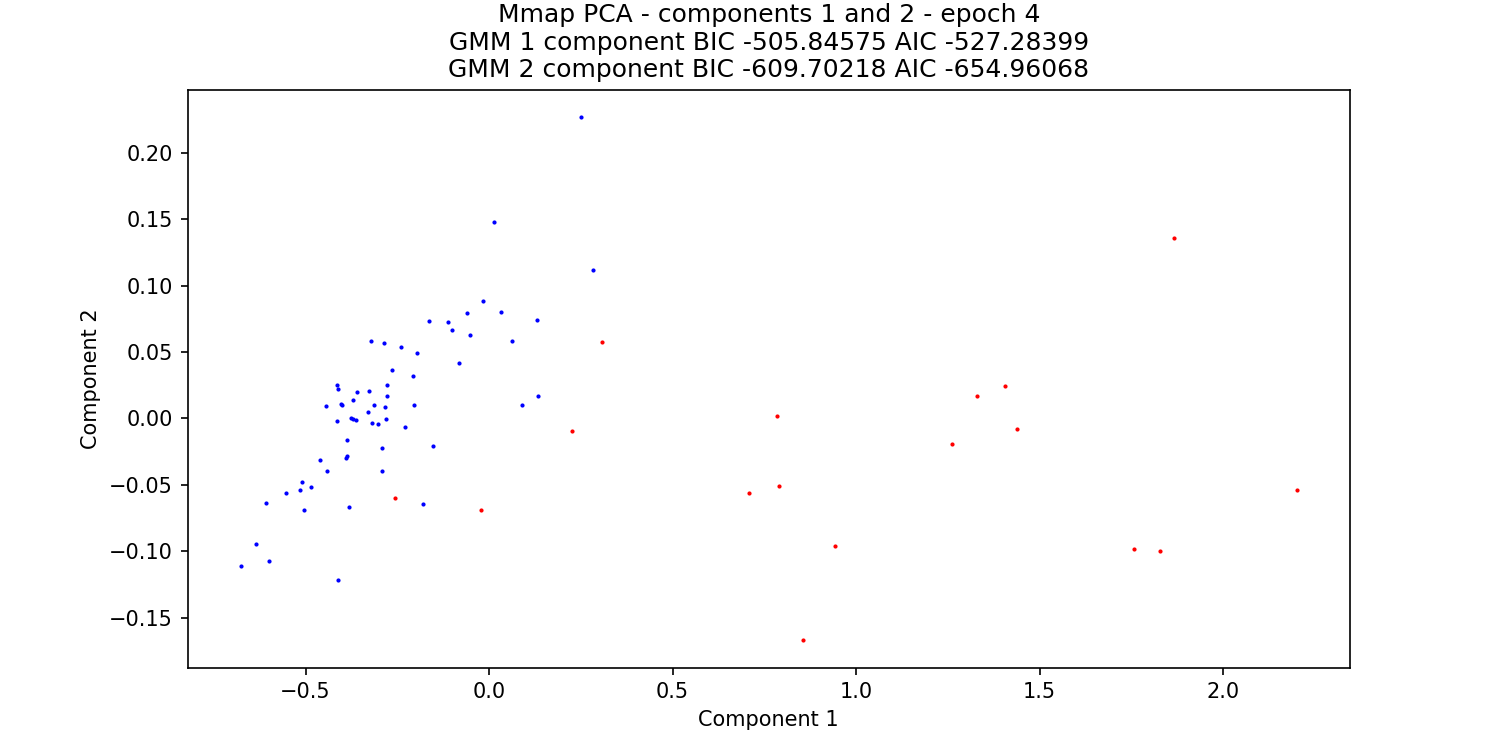 Mmap PCA - components 1 and 2 - epoch 4
GMM 1 component BIC -505.84575 AIC -527.28399
GMM 2 component BIC -609.70218 AIC -654.96068
Component 2
0.20
0.15
0.10
0.05
0.00
−0.05
−0.10
−0.15
−0.5 0.0 0.5 1.0 1.5 2.0
Component 1